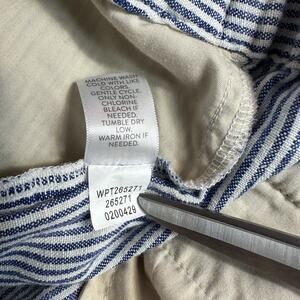 MACHINE WASH
COLD WITH LIKE
COLORS,
GENTLE CYCLE.
ONLY NON-
CHLORINE
BLEACH IF
NEEDED.
TUMBLE DRY
LOW.
WARM IRON IF
NEEDED.
WPT265271
265271
0200429